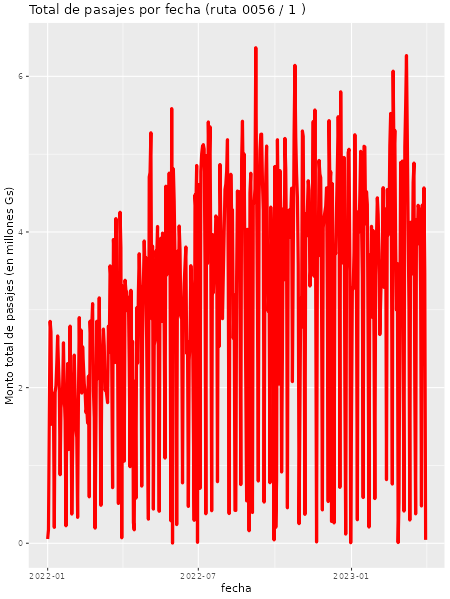 Total de pasajes por fecha (ruta 0056 / 1 )
Monto total de pasajes (en millones Gs)
6
4
2
0
2022-01
2022-07
2023-01
fecha